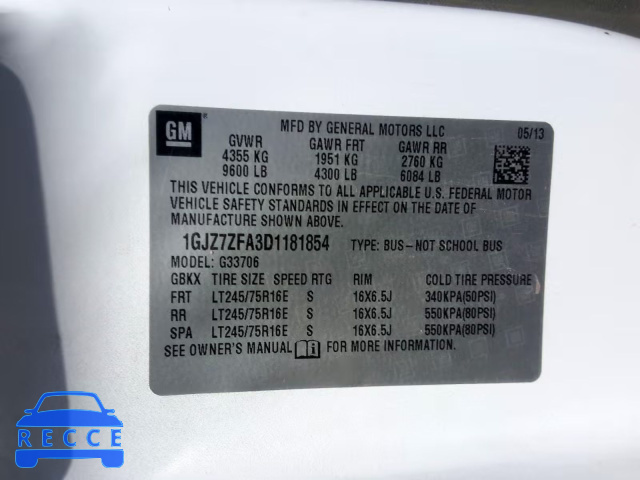 GM
MFD BY GENERAL MOTORS LLC 05/13
GVWR GAWR FRT GAWR RR
4355 KG 1951 KG 2760 KG
9600 LB 4300 LB 6084 LB
THIS VEHICLE CONFORMS TO ALL APPLICABLE U.S. FEDERAL MOTOR
VEHICLE SAFETY STANDARDS IN EFFECT ON THE DATE OF
MANUFACTURE SHOWN ABOVE.
1GJZ7ZFA3D1181854 TYPE: BUS–NOT SCHOOL BUS
MODEL: G33706
GBKX TIRE SIZE SPEED RTG RIM COLD TIRE PRESSURE
FRT LT245/75R16E S 16X6.5J 340KPA(50PSI)
RR LT245/75R16E S 16X6.5J 550KPA(80PSI)
SPA LT245/75R16E S 16X6.5J 550KPA(80PSI)
SEE OWNER'S MANUAL FOR MORE INFORMATION.
RECCE